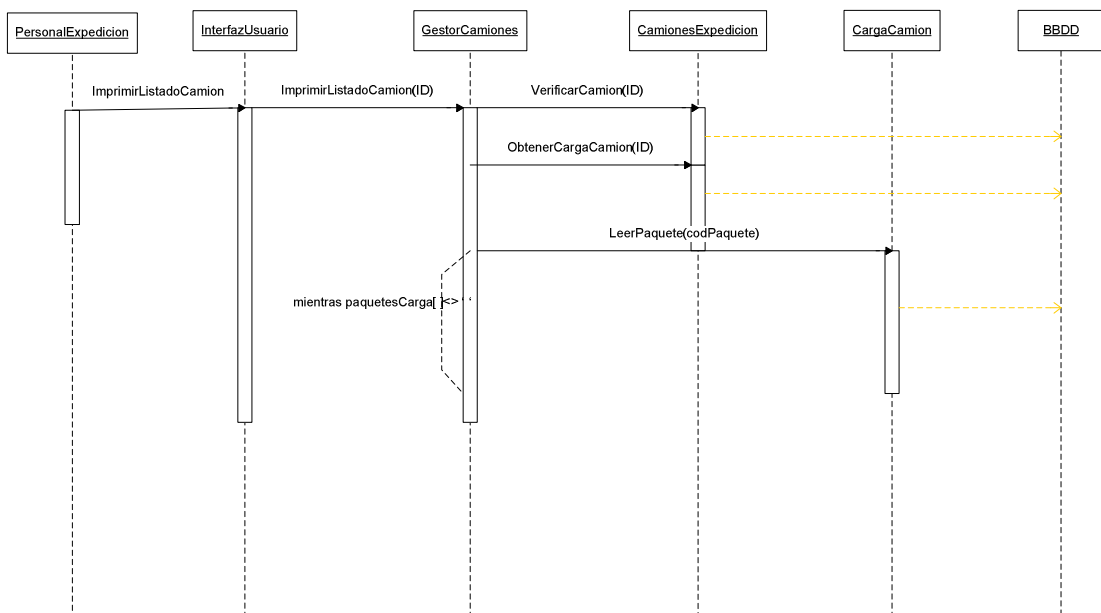 PersonalExpedicion
InterfazUsuario
GestorCamiones
CamionesExpedicion
CargaCamion
BBDD
ImprimirListadoCamion
ImprimirListadoCamion(ID)
VerificarCamion(ID)
ObtenerCargaCamion(ID)
LeerPaquete(codPaquete)
mientras paquetesCarga[ ]<> ' '